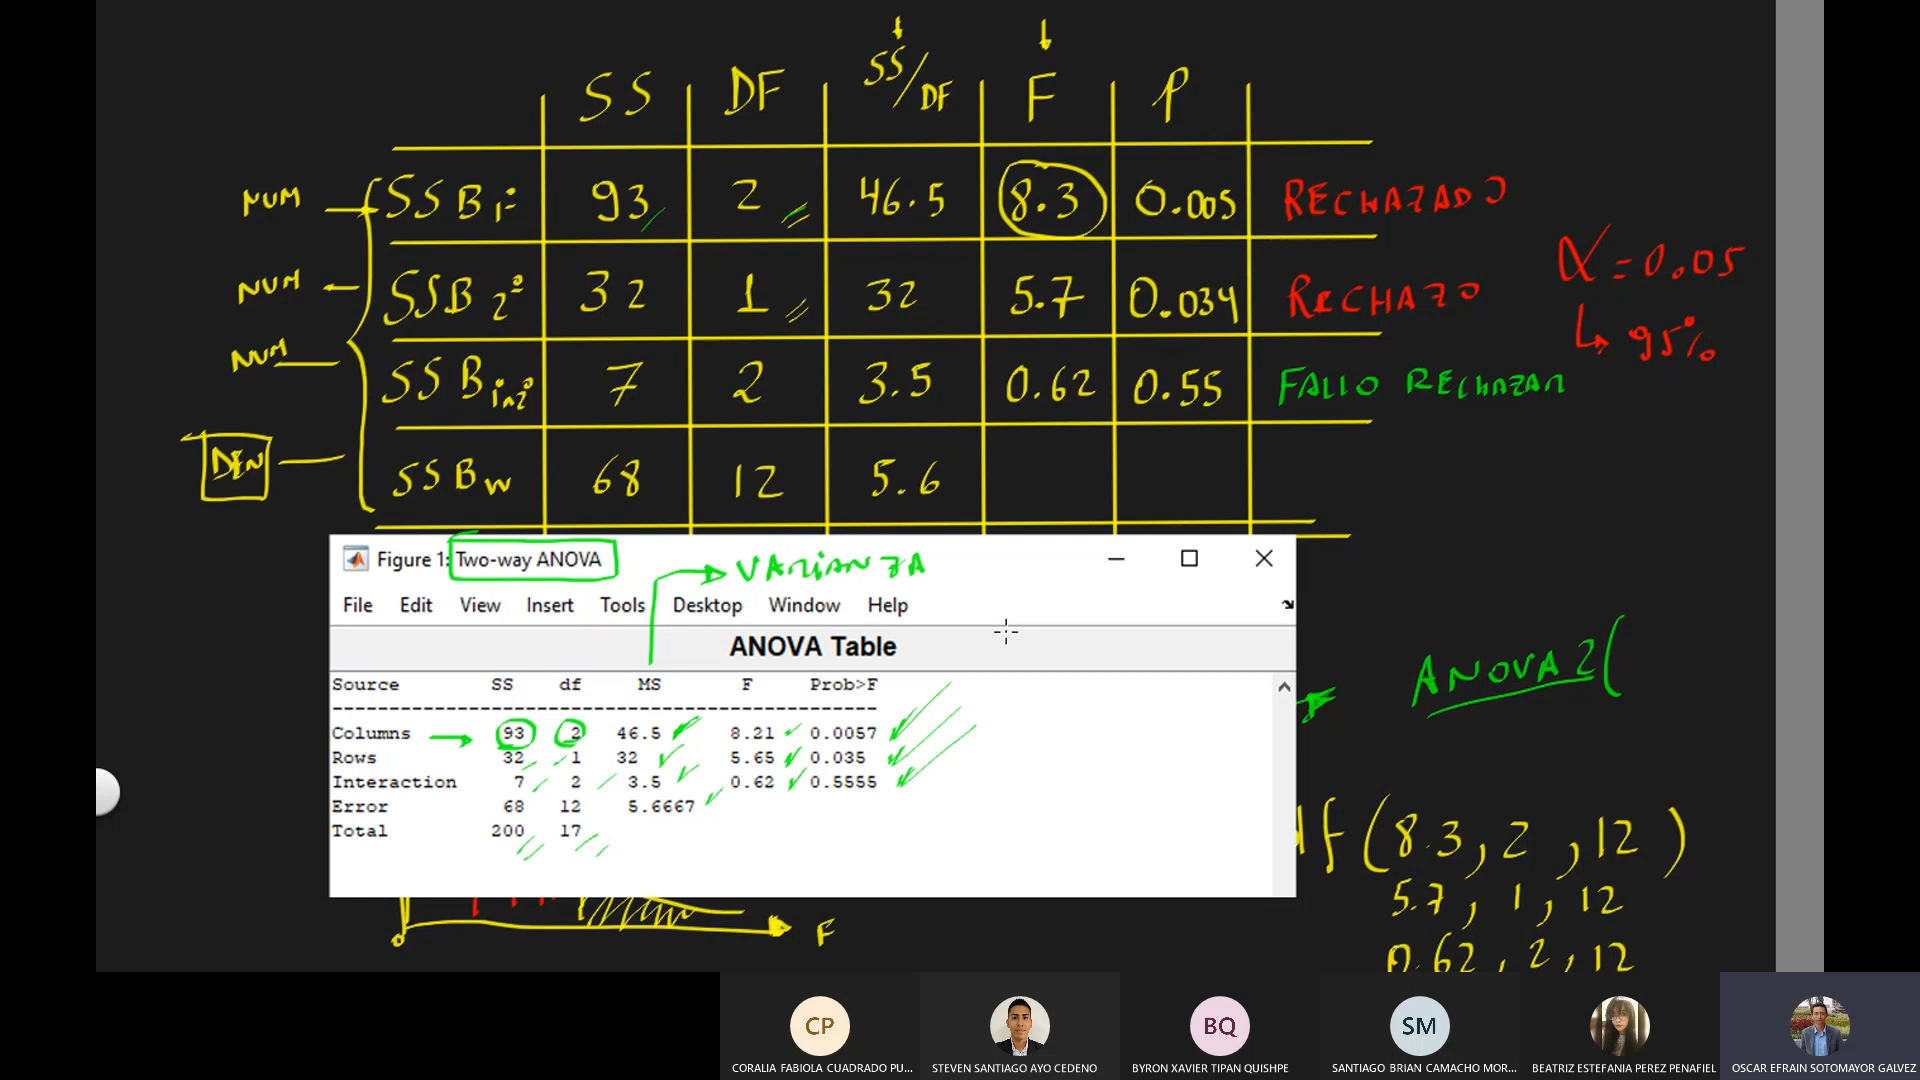 SS DF SS/DF F P
NUM SSB 1º 93 2 46.5 8.3 0.005 RECHAZADO
α = 0.05
↳ 95%
NUM SSB 2º 32 1 32 5.7 0.034 RECHAZO
NUM SSB 1n2º 7 2 3.5 0.62 0.55 FALLO RECHAZAR
DEN SSBw 68 12 5.6
Figure 1: Two-way ANOVA
VARIANZA
File Edit View Insert Tools Desktop Window Help
ANOVA Table
Source SS df MS F Prob>F
Columns 93 2 46.5 8.21 0.0057
Rows 32 1 32 5.65 0.035
Interaction 7 2 3.5 0.62 0.5555
Error 68 12 5.6667
Total 200 17
ANOVA2(
df(8.3, 2, 12)
5.7, 1, 12
0.62, 2, 12
F
CP
BQ
SM
CORALIA FABIOLA CUADRADO PU...
STEVEN SANTIAGO AYO CEDENO
BYRON XAVIER TIPAN QUISHPE
SANTIAGO BRIAN CAMACHO MOR...
BEATRIZ ESTEFANIA PEREZ PENAFIEL
OSCAR EFRAIN SOTOMAYOR GALVEZ